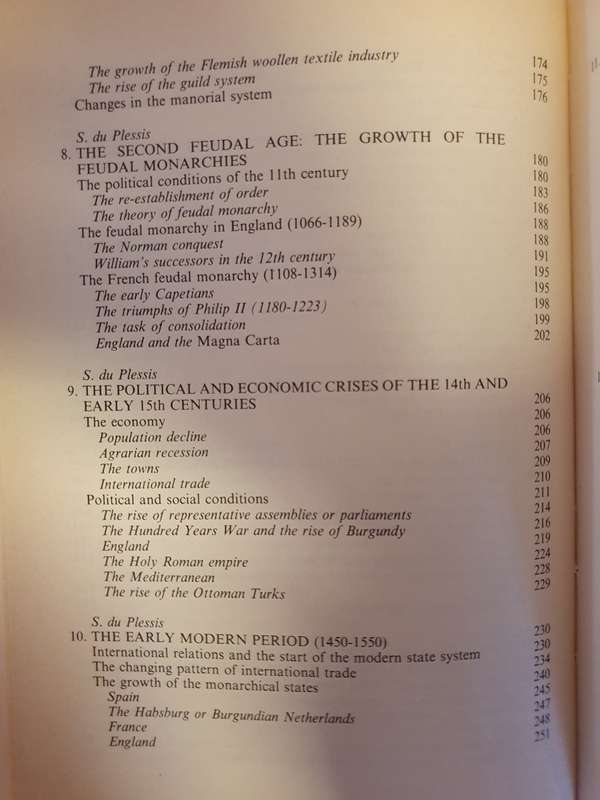 The growth of the Flemish woollen textile industry 174
The rise of the guild system 175
Changes in the manorial system 176
S. du Plessis
8. THE SECOND FEUDAL AGE: THE GROWTH OF THE
FEUDAL MONARCHIES 180
The political conditions of the 11th century 180
The re-establishment of order 183
The theory of feudal monarchy 186
The feudal monarchy in England (1066-1189) 188
The Norman conquest 188
William's successors in the 12th century 191
The French feudal monarchy (1108-1314) 195
The early Capetians 195
The triumphs of Philip II (1180-1223) 198
The task of consolidation 199
England and the Magna Carta 202
S. du Plessis
9. THE POLITICAL AND ECONOMIC CRISES OF THE 14th AND
EARLY 15th CENTURIES 206
The economy 206
Population decline 206
Agrarian recession 207
The towns 209
International trade 210
Political and social conditions 211
The rise of representative assemblies or parliaments 214
The Hundred Years War and the rise of Burgundy 216
England 219
The Holy Roman empire 224
The Mediterranean 228
The rise of the Ottoman Turks 229
S. du Plessis
10. THE EARLY MODERN PERIOD (1450-1550) 230
International relations and the start of the modern state system 230
The changing pattern of international trade 234
The growth of the monarchical states 240
Spain 245
The Habsburg or Burgundian Netherlands 247
France 248
England 251